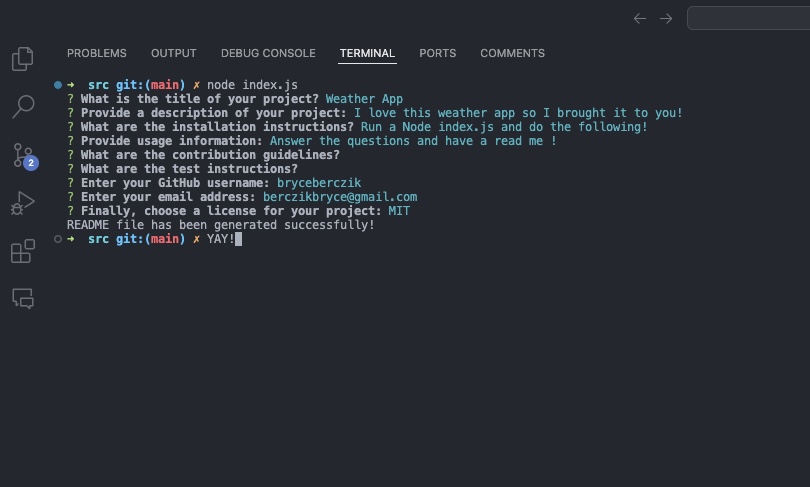 PROBLEMS OUTPUT DEBUG CONSOLE TERMINAL PORTS COMMENTS
➜ src git:(main) ✗ node index.js
? What is the title of your project? Weather App
? Provide a description of your project: I love this weather app so I brought it to you!
? What are the installation instructions? Run a Node index.js and do the following!
? Provide usage information: Answer the questions and have a read me !
? What are the contribution guidelines?
? What are the test instructions?
? Enter your GitHub username: bryceberczik
? Enter your email address: berczikbryce@gmail.com
? Finally, choose a license for your project: MIT
README file has been generated successfully!
➜ src git:(main) ✗ YAY!
2